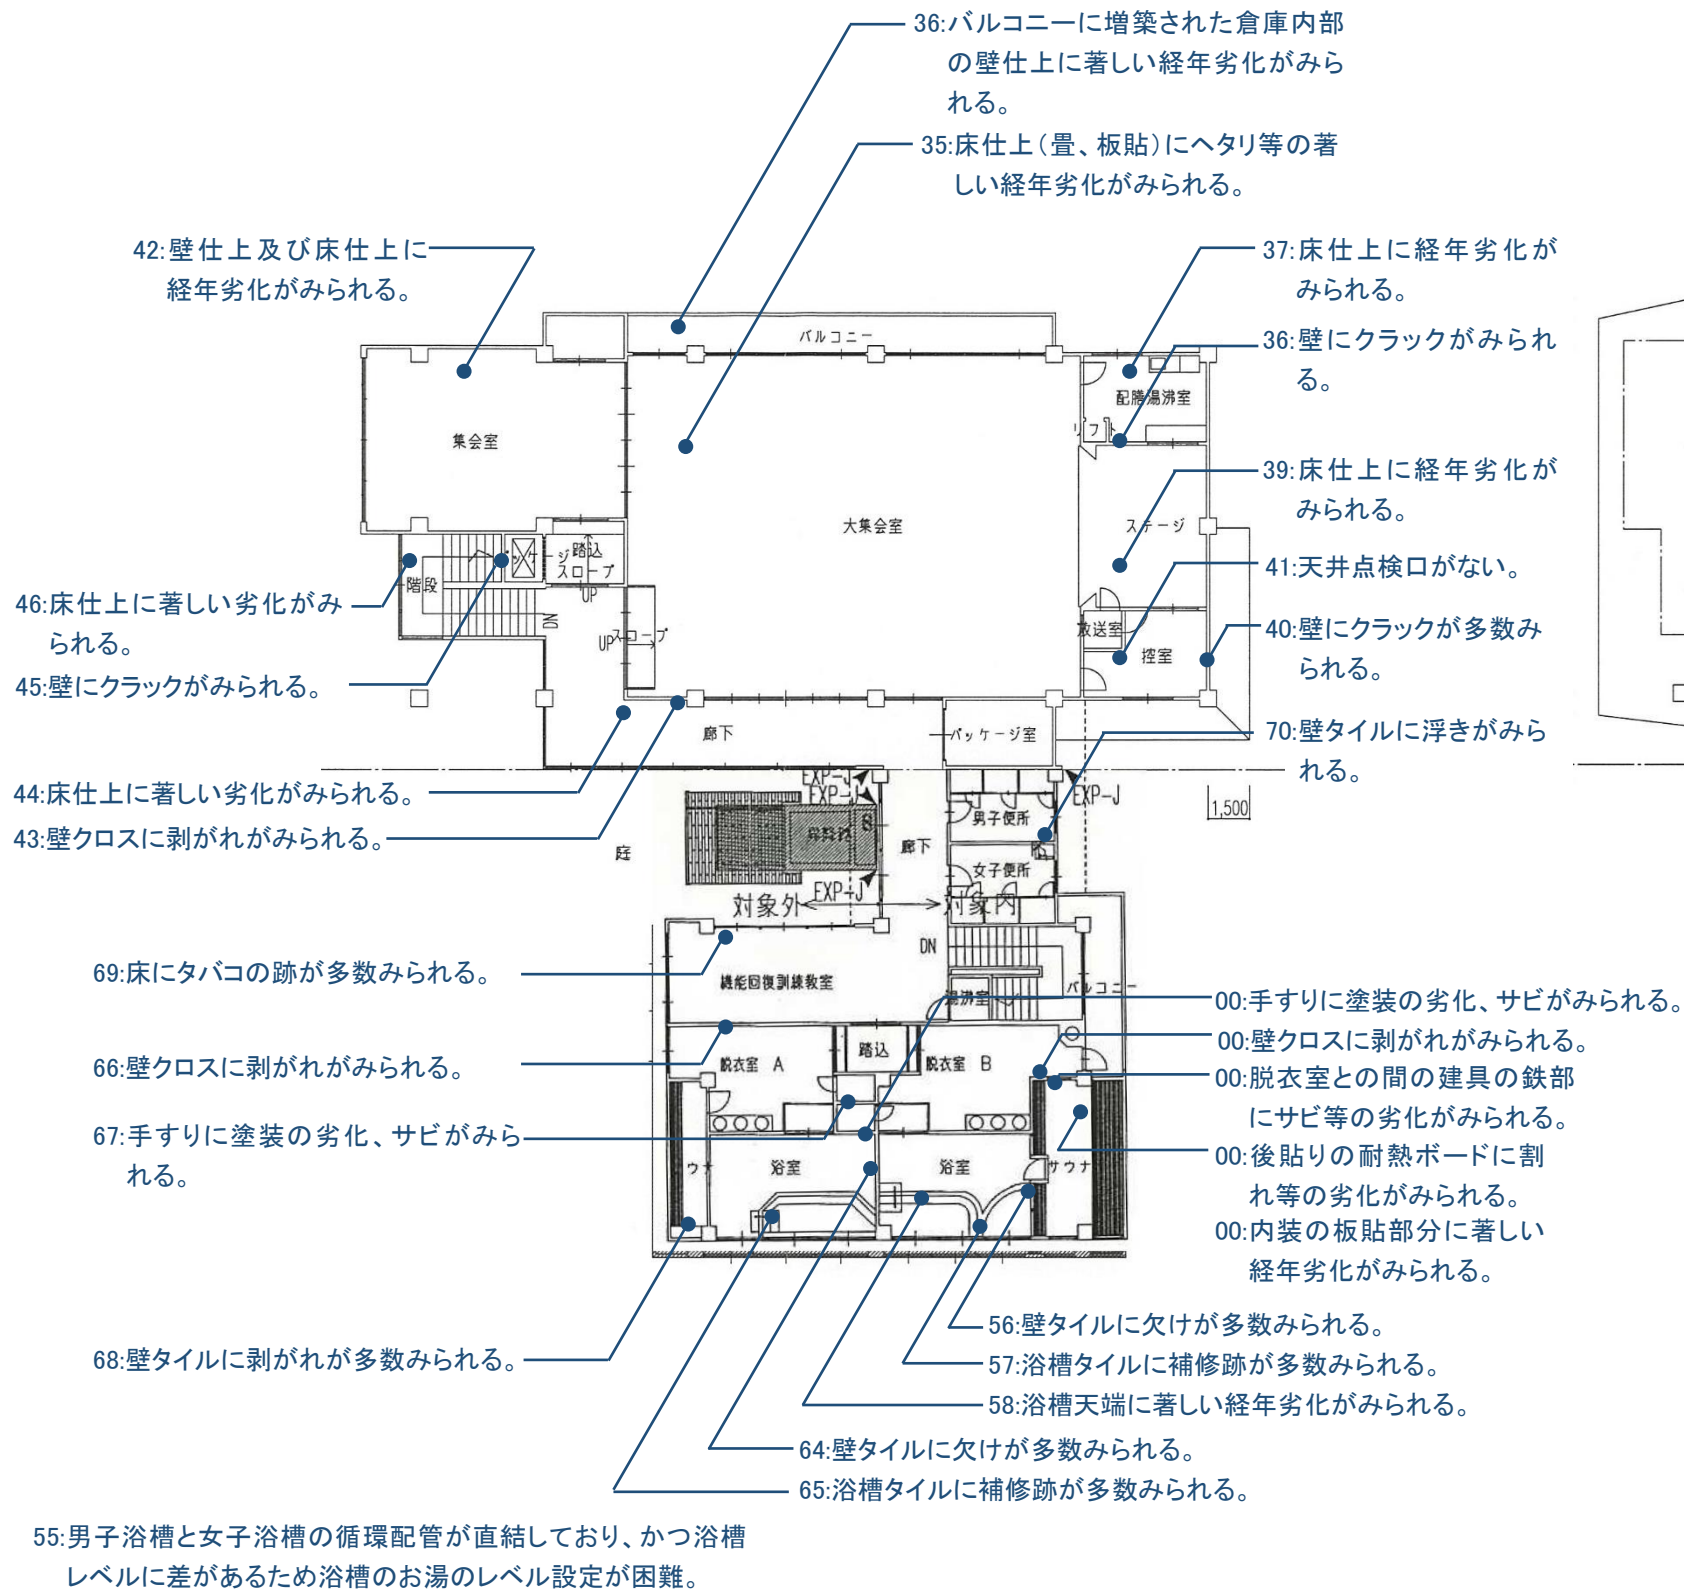 36:バルコニーに増築された倉庫内部
の壁仕上に著しい経年劣化がみら
れる。
35:床仕上（畳、板貼）にヘタリ等の著
しい経年劣化がみられる。
42:壁仕上及び床仕上に
経年劣化がみられる。
37:床仕上に経年劣化が
みられる。
36:壁にクラックがみられ
る。
39:床仕上に経年劣化が
みられる。
41:天井点検口がない。
40:壁にクラックが多数み
られる。
70:壁タイルに浮きがみら
れる。
46:床仕上に著しい劣化がみ
られる。
45:壁にクラックがみられる。
44:床仕上に著しい劣化がみられる。
43:壁クロスに剥がれがみられる。
バルコニー
集会室
大集会室
配膳湯沸室
リフト
ステージ
放送室
控室
踏込
スロープ
UP
階段
DN
UP
スロープ
廊下
パッケージ室
EXP-J
EXP-J
EXP-J
1,500
庭
廊下
男子便所
女子便所
EXP-J
対象外
対象内
DN
機能回復訓練教室
湯沸室
バルコニー
脱衣室 A
踏込
脱衣室 B
ウナ
浴室
浴室
サウナ
69:床にタバコの跡が多数みられる。
66:壁クロスに剥がれがみられる。
67:手すりに塗装の劣化、サビがみら
れる。
68:壁タイルに剥がれが多数みられる。
00:手すりに塗装の劣化、サビがみられる。
00:壁クロスに剥がれがみられる。
00:脱衣室との間の建具の鉄部
にサビ等の劣化がみられる。
00:後貼りの耐熱ボードに割
れ等の劣化がみられる。
00:内装の板貼部分に著しい
経年劣化がみられる。
56:壁タイルに欠けが多数みられる。
57:浴槽タイルに補修跡が多数みられる。
58:浴槽天端に著しい経年劣化がみられる。
64:壁タイルに欠けが多数みられる。
65:浴槽タイルに補修跡が多数みられる。
55:男子浴槽と女子浴槽の循環配管が直結しており、かつ浴槽
レベルに差があるため浴槽のお湯のレベル設定が困難。